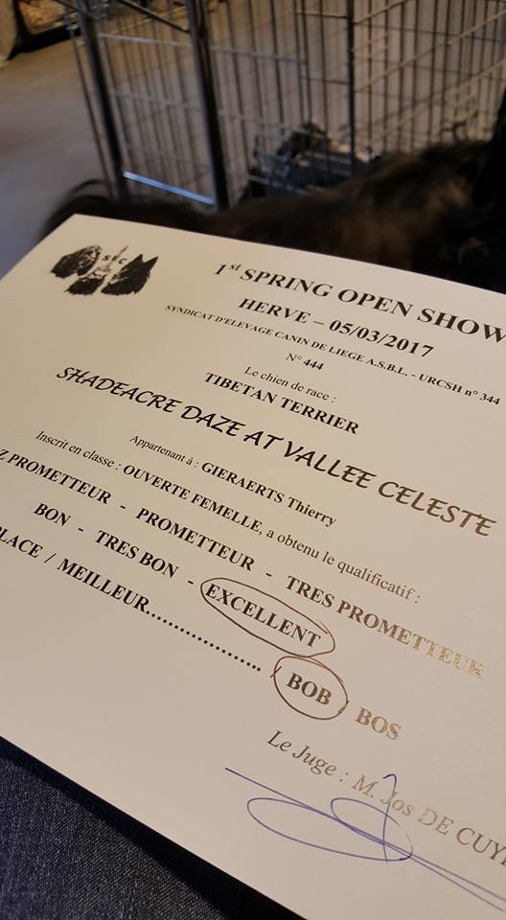 sec
1st SPRING OPEN SHOW
HERVE – 05/03/2017
SYNDICAT D'ELEVAGE CANIN DE LIEGE A.S.B.L. - URCSH n° 344
N° 444
Le chien de race :
TIBETAN TERRIER
SHADEACRE DAZE AT VALLEE CELESTE
Appartenant à : GIERAERTS Thierry
Inscrit en classe : OUVERTE FEMELLE, a obtenu le qualificatif :
Z PROMETTEUR - PROMETTEUR - TRES PROMETTEUR
BON - TRES BON - EXCELLENT
PLACE / MEILLEUR.................... / BOB / BOS
Le Juge : M. Jos DE CUY